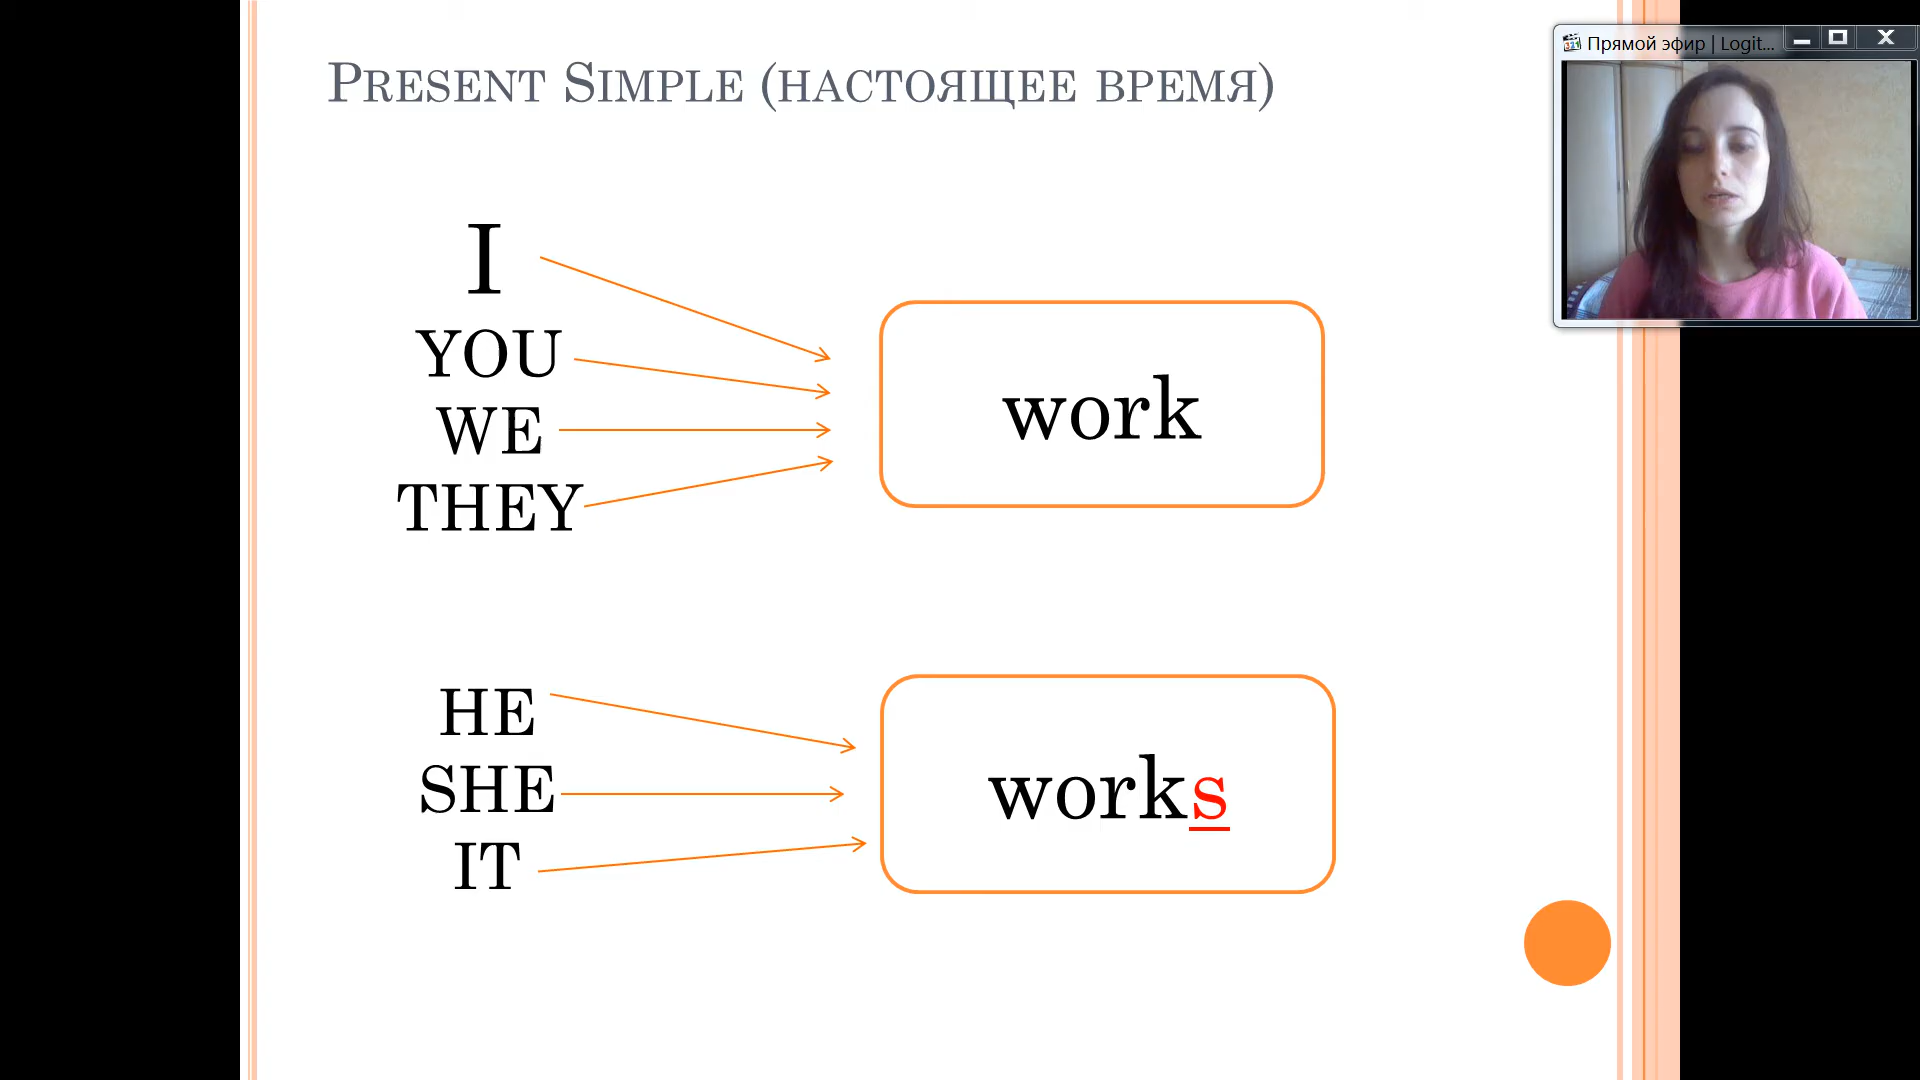 PRESENT SIMPLE (НАСТОЯЩЕЕ ВРЕМЯ)
Прямой эфир | Logit...
I
YOU
WE
THEY
work
HE
SHE
IT
works